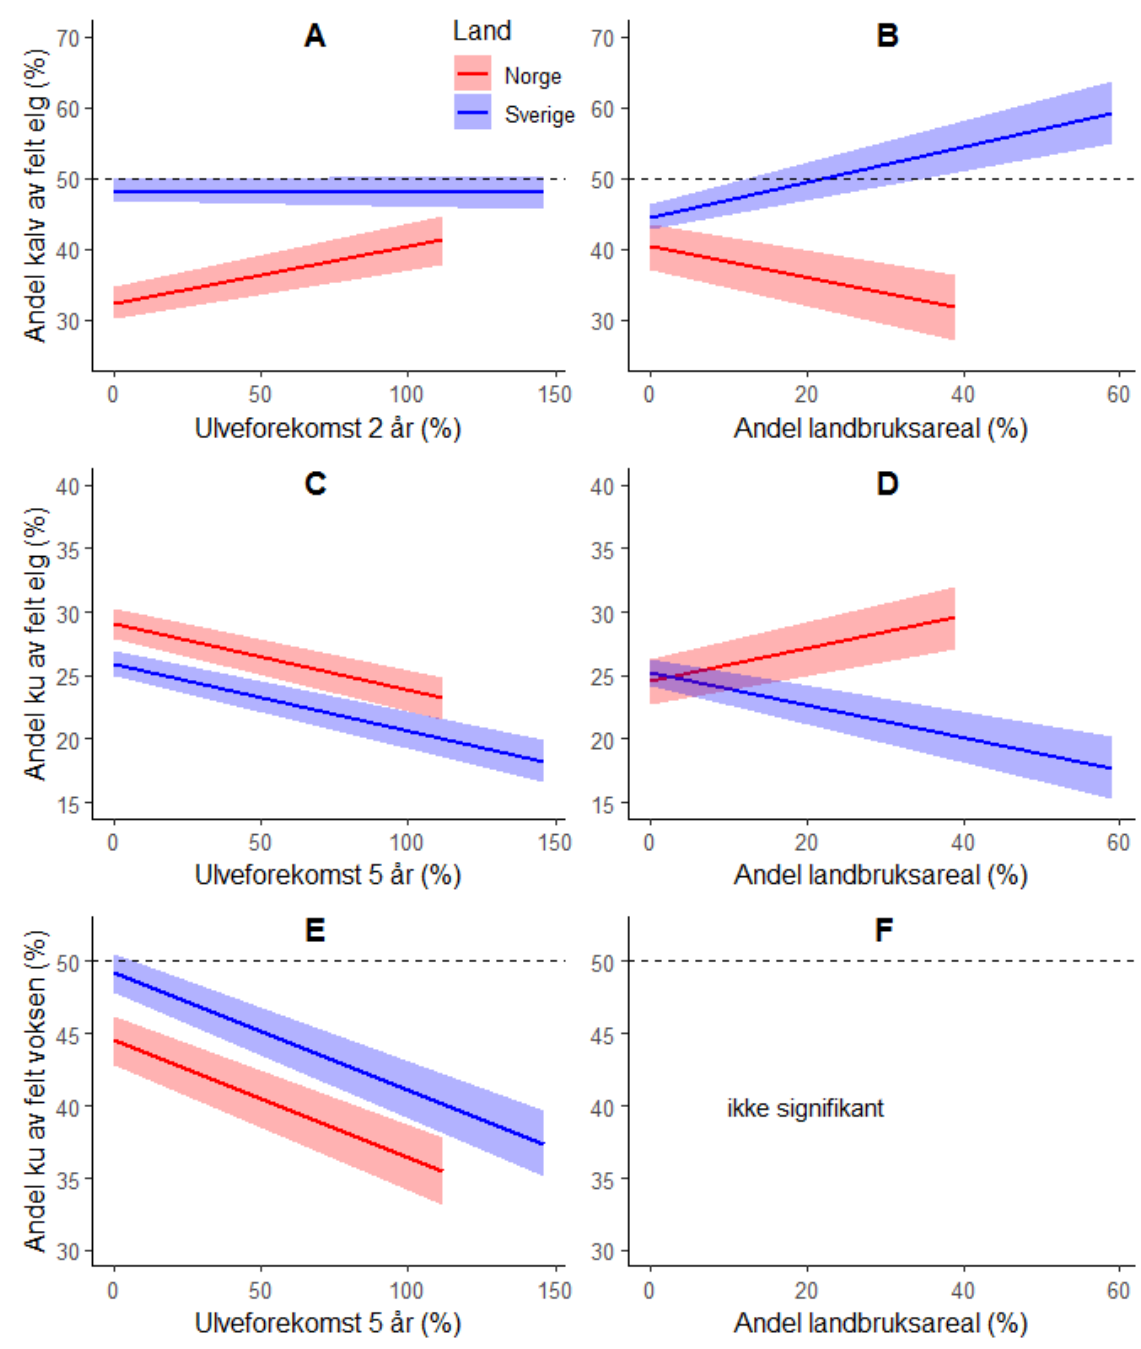 A
Land
Norge
Sverige
Andel kalv av felt elg (%)
70
60
50
40
30
0
50
100
150
Ulveforekomst 2 år (%)
B
70
60
50
40
30
0
20
40
60
Andel landbruksareal (%)
C
Andel ku av felt elg (%)
40
35
30
25
20
15
0
50
100
150
Ulveforekomst 5 år (%)
D
40
35
30
25
20
15
0
20
40
60
Andel landbruksareal (%)
E
Andel ku av felt voksen (%)
50
45
40
35
30
0
50
100
150
Ulveforekomst 5 år (%)
F
50
45
40
35
30
ikke signifikant
0
20
40
60
Andel landbruksareal (%)